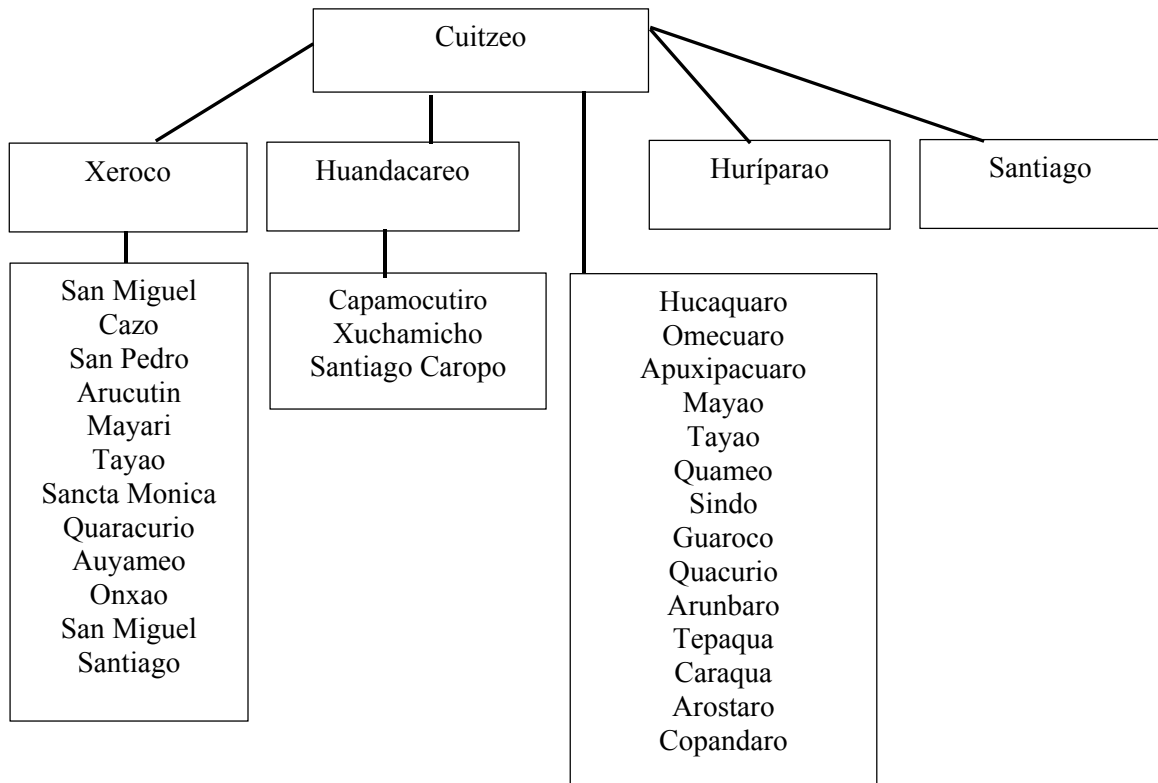 Cuitzeo
Xeroco
Huandacareo
Huríparao
Santiago
San Miguel
Cazo
San Pedro
Arucutin
Mayari
Tayao
Sancta Monica
Quaracurio
Auyameo
Onxao
San Miguel
Santiago
Capamocutiro
Xuchamicho
Santiago Caropo
Hucaquaro
Omecuaro
Apuxipacuaro
Mayao
Tayao
Quameo
Sindo
Guaroco
Quacurio
Arunbaro
Tepaqua
Caraqua
Arostaro
Copandaro